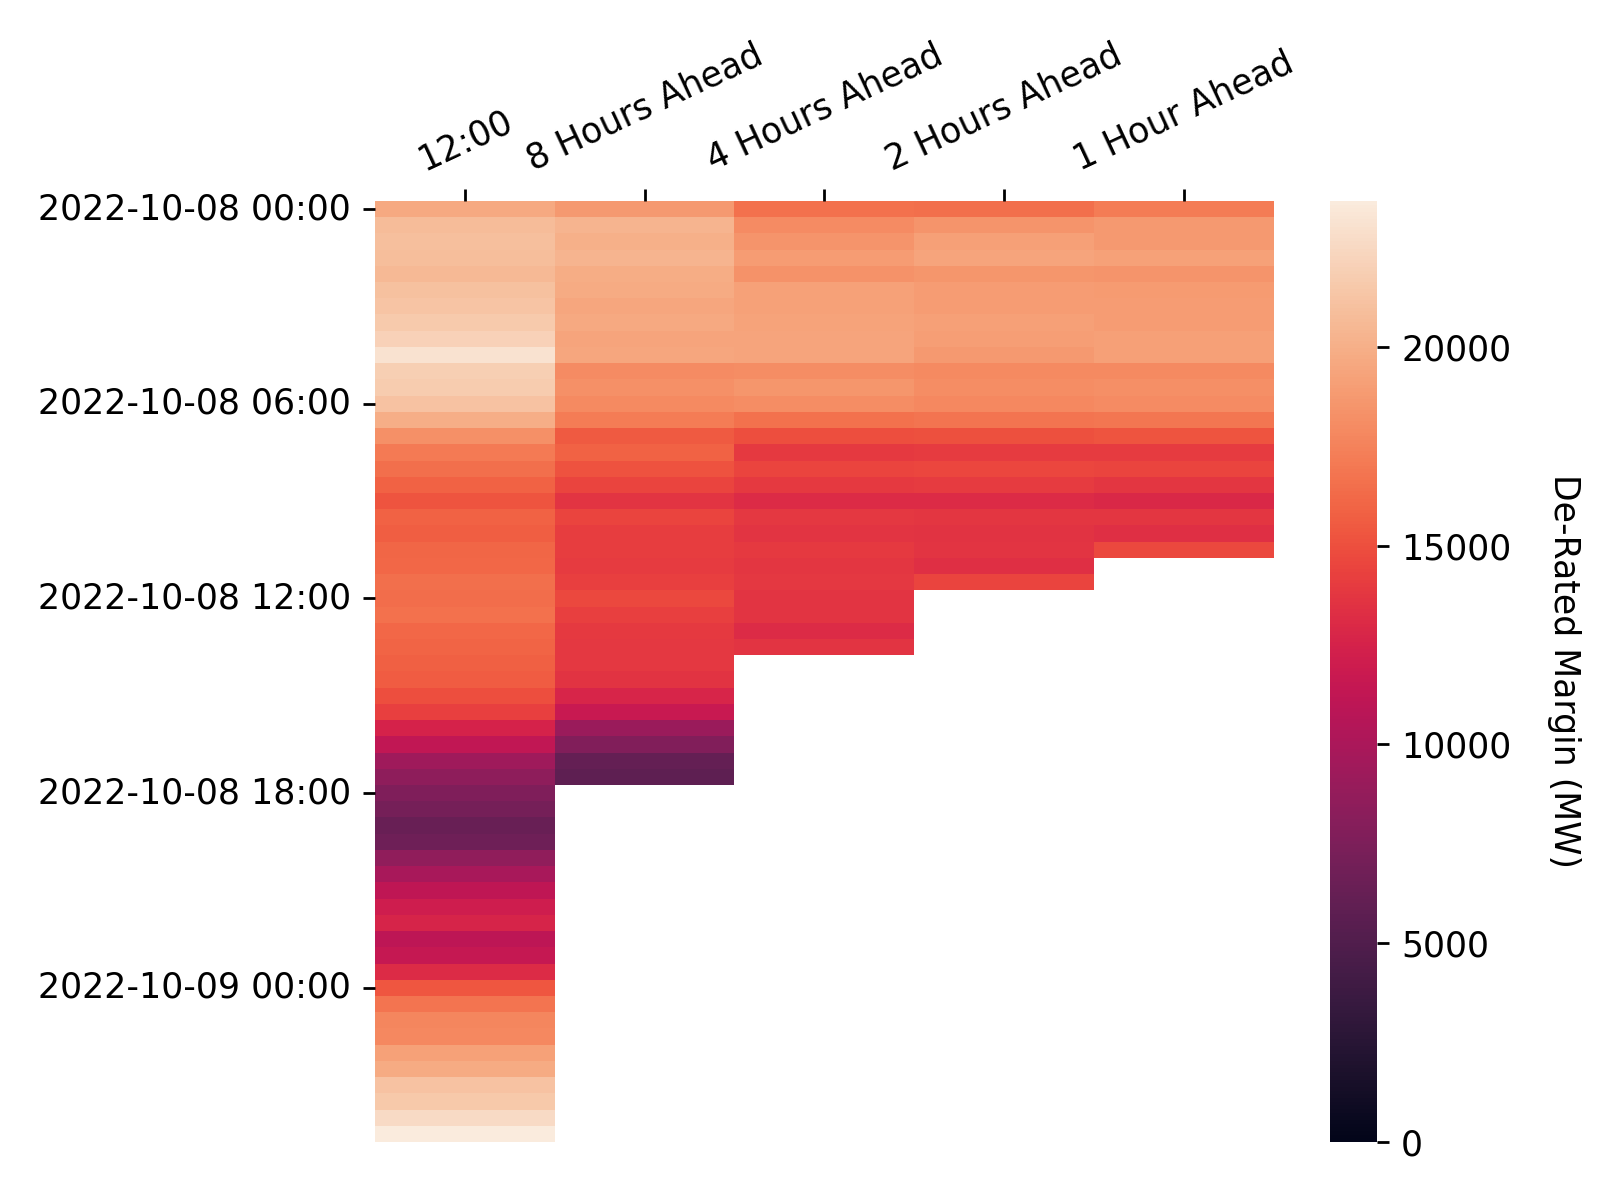 12:00
8 Hours Ahead
4 Hours Ahead
2 Hours Ahead
1 Hour Ahead
2022-10-08 00:00
2022-10-08 06:00
2022-10-08 12:00
2022-10-08 18:00
2022-10-09 00:00
20000
15000
10000
5000
0
De-Rated Margin (MW)